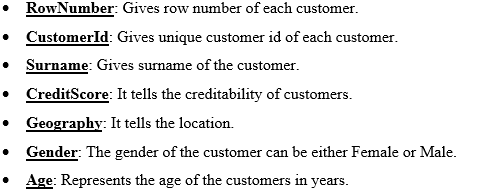 • RowNumber: Gives row number of each customer.
• CustomerId: Gives unique customer id of each customer.
• Surname: Gives surname of the customer.
• CreditScore: It tells the creditability of customers.
• Geography: It tells the location.
• Gender: The gender of the customer can be either Female or Male.
• Age: Represents the age of the customers in years.